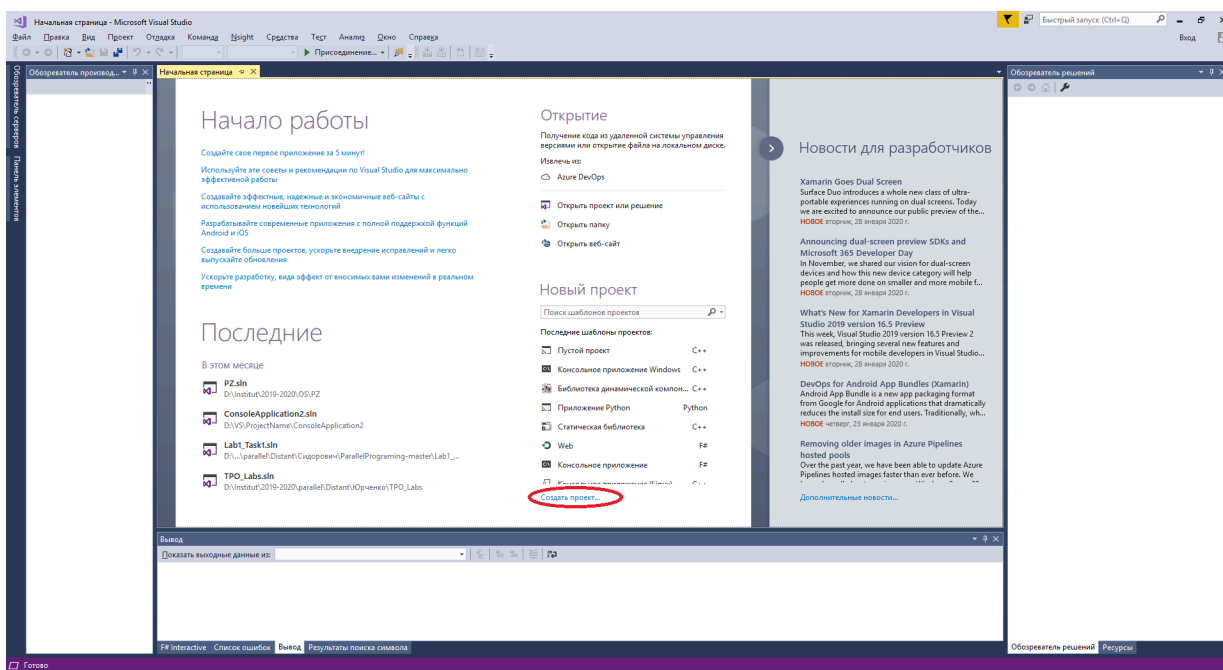 Начальная страница - Microsoft Visual Studio
Быстрый запуск (Ctrl+Q)
Файл Правка Вид Проект Отладка Команда Nsight Средства Тест Анализ Окно Справка
Вход
Присоединение...
Обозреватель серверов
Панель элементов
Обозреватель производ...
Начальная страница
Начало работы
Создайте свое первое приложение за 5 минут!
Используйте эти советы и рекомендации по Visual Studio для максимально
эффективной работы
Создавайте эффектные, надежные и экономичные веб-сайты с
использованием новейших технологий
Разрабатывайте современные приложения с полной поддержкой функций
Android и iOS
Создавайте больше проектов, ускорьте внедрение исправлений и легко
выпускайте обновления
Ускорьте разработку, видя эффект от вносимых вами изменений в реальном
времени
Последние
В этом месяце
PZ.sln
D:\Institut\2019-2020\OS\PZ
ConsoleApplication2.sln
D:\VS\ProjectName\ConsoleApplication2
Lab1_Task1.sln
D:\...\parallel\Distant\Сидорович\ParallelPrograming-master\Lab1_...
TPO_Labs.sln
D:\Institut\2019-2020\parallel\Distant\Юрченко\TPO_Labs
Открытие
Получение кода из удаленной системы управления
версиями или открытие файла на локальном диске.
Извлечь из:
Azure DevOps
Открыть проект или решение
Открыть папку
Открыть веб-сайт
Новый проект
Поиск шаблонов проектов
Последние шаблоны проектов:
Пустой проект C++
Консольное приложение Windows C++
Библиотека динамической компон... C++
Приложение Python Python
Статическая библиотека C++
Web F#
Консольное приложение F#
Консольное приложение (Linux) C++
Создать проект...
Новости для разработчиков
Xamarin Goes Dual Screen
Surface Duo introduces a whole new class of ultra-
portable experiences running on dual screens. Today
we are excited to announce our public preview of the...
НОВОЕ вторник, 28 января 2020 г.
Announcing dual-screen preview SDKs and
Microsoft 365 Developer Day
In November, we shared our vision for dual-screen
devices and how this new device category will help
people get more done on smaller and more mobile f...
НОВОЕ вторник, 28 января 2020 г.
What's New for Xamarin Developers in Visual
Studio 2019 version 16.5 Preview
This week, Visual Studio 2019 version 16.5 Preview 2
was released, bringing several new features and
improvements for mobile developers in Visual Studio...
НОВОЕ вторник, 28 января 2020 г.
DevOps for Android App Bundles (Xamarin)
Android App Bundle is a new app packaging format
from Google for Android applications that dramatically
reduces the install size for end users. Traditionally, wh...
НОВОЕ четверг, 23 января 2020 г.
Removing older images in Azure Pipelines
hosted pools
Over the past year, we have been able to update Azure
Pipelines hosted images faster than ever before. We
Дополнительные новости...
Обозреватель решений
Вывод
Показать выходные данные из:
F# Interactive Список ошибок Вывод Результаты поиска символа
Обозреватель решений Ресурсы
Готово